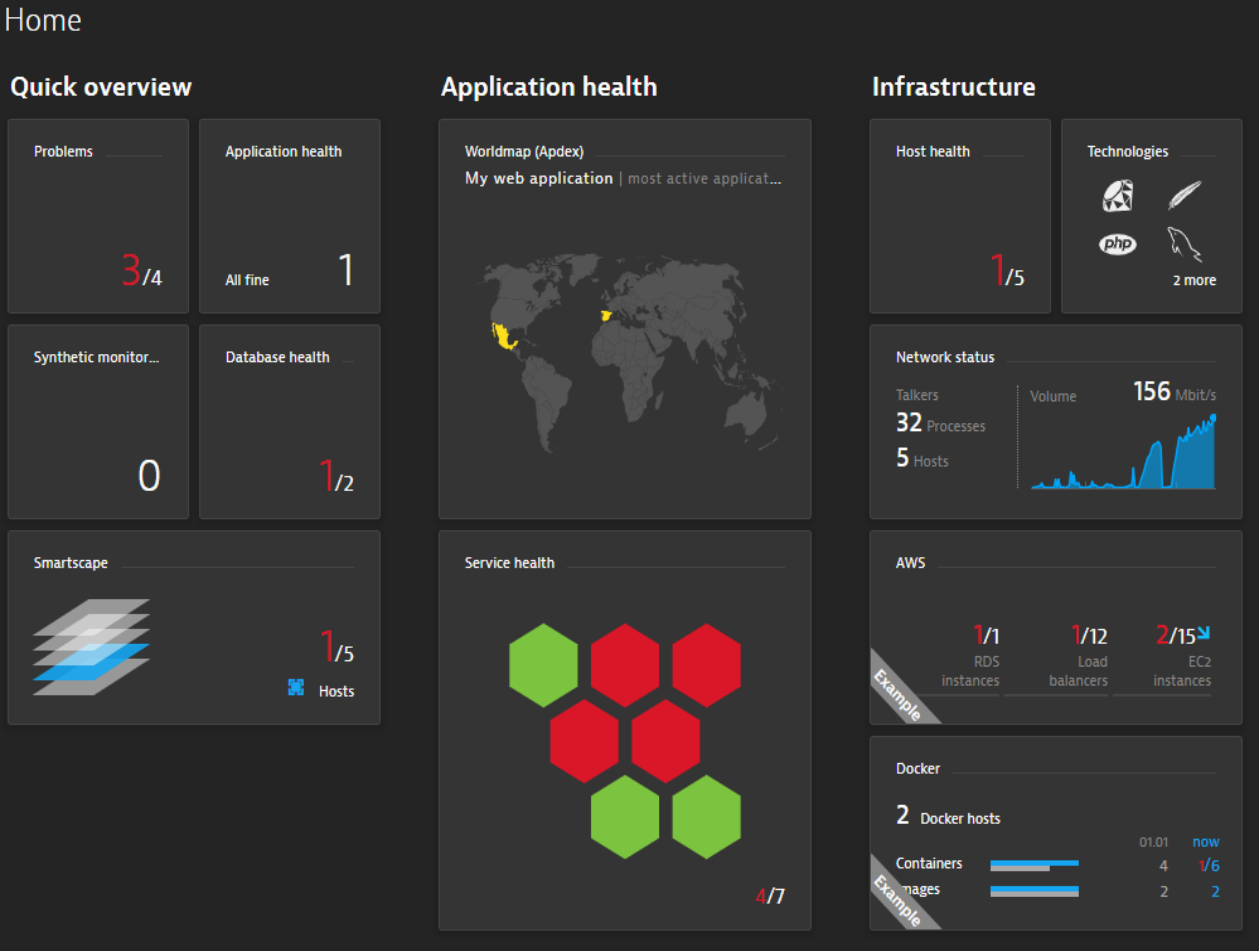 Home
Quick overview
Problems
3/4
Application health
All fine
1
Synthetic monitor...
0
Database health
1/2
Smartscape
1/5
Hosts
Application health
Worldmap (Apdex)
My web application | most active applicat...
Service health
4/7
Infrastructure
Host health
1/5
Technologies
php
2 more
Network status
Talkers
32 Processes
5 Hosts
Volume
156 Mbit/s
AWS
1/1
RDS
instances
1/12
Load
balancers
2/15
EC2
instances
Example
Docker
2 Docker hosts
01.01 now
Containers 4 1/6
mages 2 2
Example